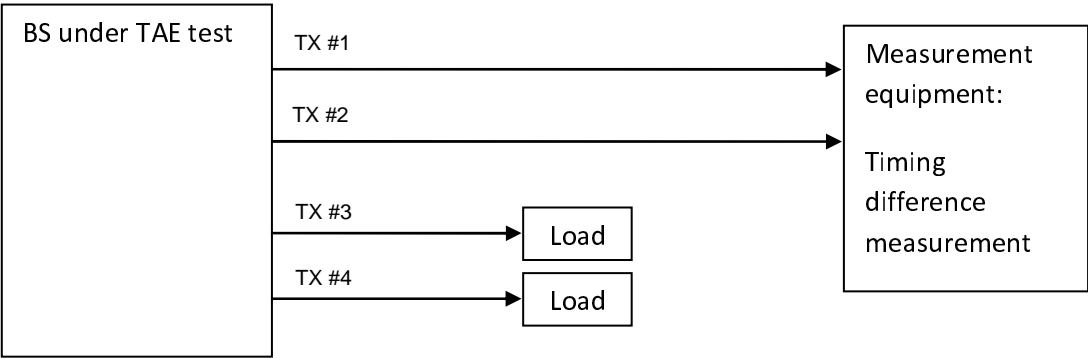 BS under TAE test
TX #1
TX #2
TX #3
TX #4
Load
Load
Measurement
equipment:
Timing
difference
measurement